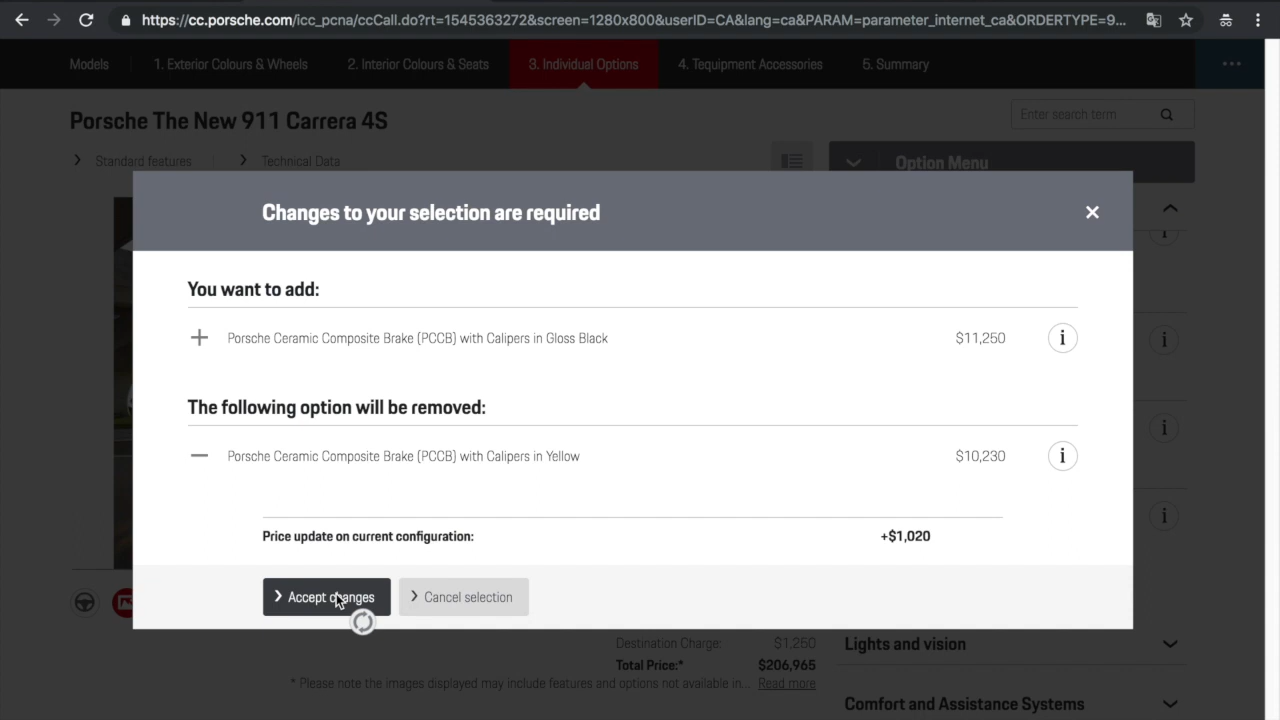 https://cc.porsche.com/icc_pcna/ccCall.do?rt=1545363272&screen=1280x800&userID=CA&lang=ca&PARAM=parameter_internet_ca&ORDERTYPE=9...
Models 1. Exterior Colours & Wheels 2. Interior Colours & Seats 3. Individual Options 4. Tequipment Accessories 5. Summary
Porsche The New 911 Carrera 4S
Enter search term
Standard features Technical Data
Option Menu
Changes to your selection are required
You want to add:
Porsche Ceramic Composite Brake (PCCB) with Calipers in Gloss Black $11,250
The following option will be removed:
Porsche Ceramic Composite Brake (PCCB) with Calipers in Yellow $10,230
Price update on current configuration: +$1,020
Accept changes Cancel selection
Destination Charge: $1,250
Total Price:* $206,965
* Please note the images displayed may include features and options not available in... Read more
Lights and vision
Comfort and Assistance Systems